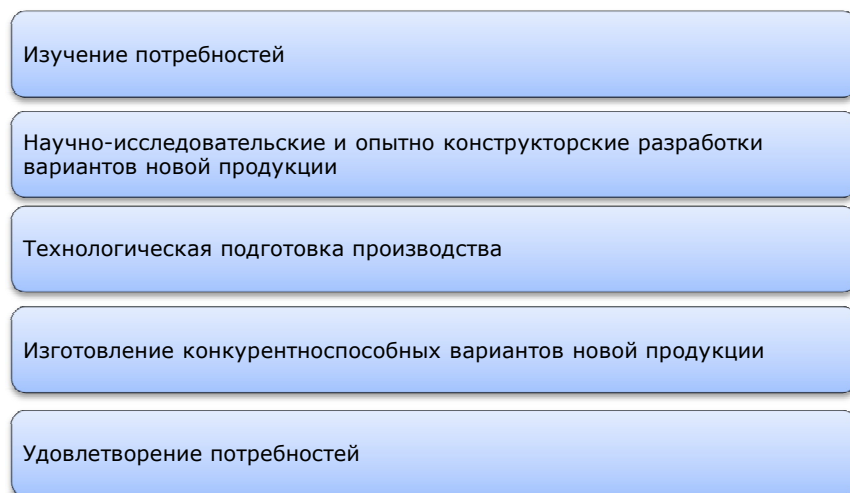 Изучение потребностей
Научно-исследовательские и опытно конструкторские разработки
вариантов новой продукции
Технологическая подготовка производства
Изготовление конкурентноспособных вариантов новой продукции
Удовлетворение потребностей